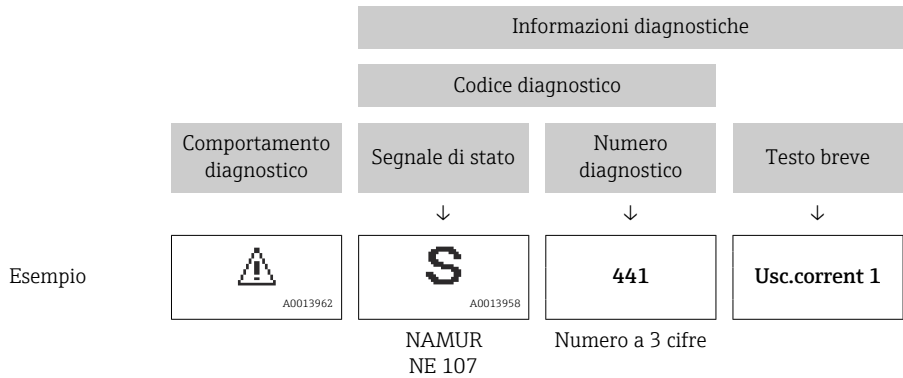 Informazioni diagnostiche
Codice diagnostico
Comportamento
diagnostico
Segnale di stato
Numero
diagnostico
Testo breve
↓ ↓ ↓
Esempio
A0013962
S
A0013958
441
Usc.corrent 1
NAMUR
NE 107
Numero a 3 cifre